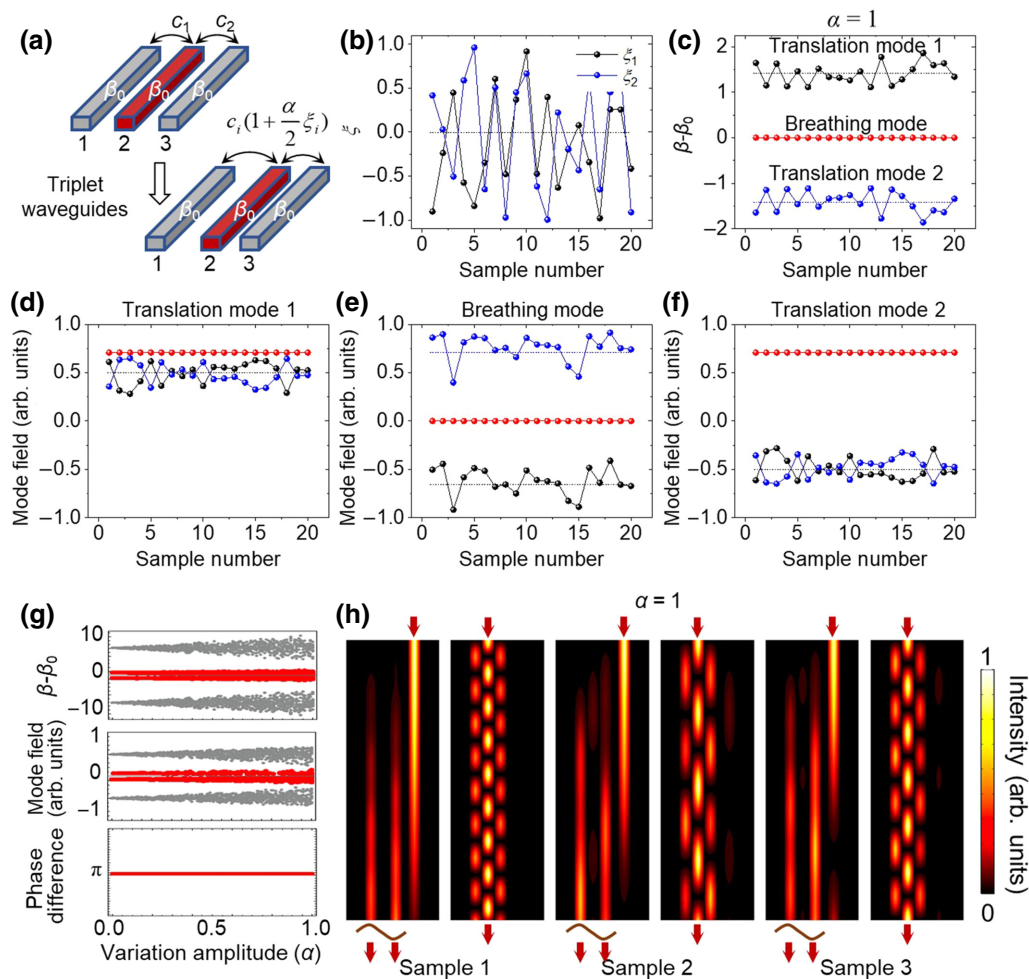 (a)
c₁ c₂
β₀ β₀ β₀
1 2 3
cᵢ(1+α/2 ξᵢ)
Triplet
waveguides
β₀ β₀ β₀
1 2 3
(b)
ξ
1.0
0.5
0.0
−0.5
−1.0
ξ₁
ξ₂
0 5 10 15 20
Sample number
α = 1
(c)
β-β₀
2
1
0
−1
−2
Translation mode 1
Breathing mode
Translation mode 2
0 5 10 15 20
Sample number
(d)
Translation mode 1
Mode field (arb. units)
1.0
0.5
0.0
−0.5
−1.0
0 5 10 15 20
Sample number
(e)
Breathing mode
Mode field (arb. units)
1.0
0.5
0.0
−0.5
−1.0
0 5 10 15 20
Sample number
(f)
Translation mode 2
Mode field (arb. units)
1.0
0.5
0.0
−0.5
−1.0
0 5 10 15 20
Sample number
(g)
β-β₀
10
0
−10
Mode field
(arb. units)
1
0
−1
Phase
difference
π
0.0 0.5 1.0
Variation amplitude (α)
(h)
α = 1
Sample 1 Sample 2 Sample 3
1
0
Intensity (arb. units)